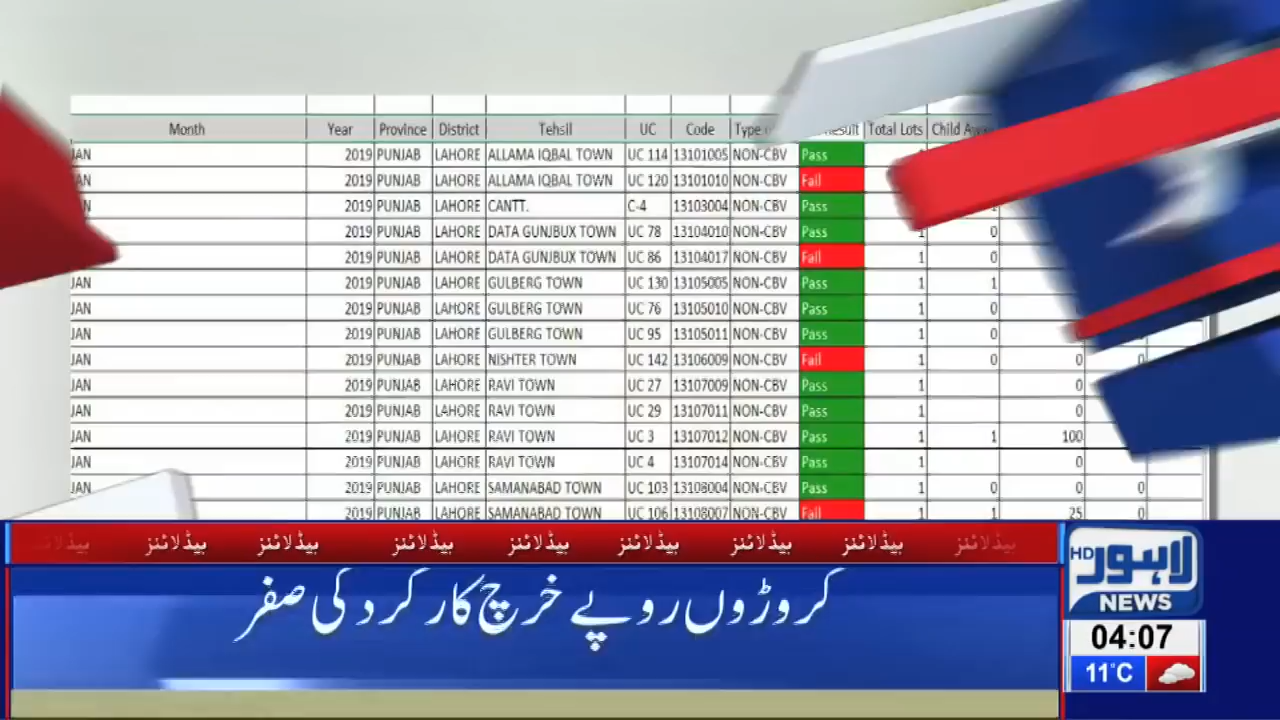 Month Year Province District Tehsil UC Code Type Result Total Lots Child
JAN 2019 PUNJAB LAHORE ALLAMA IQBAL TOWN UC 114 13101005 NON-CBV Pass
JAN 2019 PUNJAB LAHORE ALLAMA IQBAL TOWN UC 120 13101010 NON-CBV Fail
JAN 2019 PUNJAB LAHORE CANTT. C-4 13103004 NON-CBV Pass
JAN 2019 PUNJAB LAHORE DATA GUNJBUX TOWN UC 78 13104010 NON-CBV Pass 1 0
JAN 2019 PUNJAB LAHORE DATA GUNJBUX TOWN UC 86 13104017 NON-CBV Fail 1 0
JAN 2019 PUNJAB LAHORE GULBERG TOWN UC 130 13105005 NON-CBV Pass 1 1
JAN 2019 PUNJAB LAHORE GULBERG TOWN UC 76 13105010 NON-CBV Pass 1 0
JAN 2019 PUNJAB LAHORE GULBERG TOWN UC 95 13105011 NON-CBV Pass 1 0
JAN 2019 PUNJAB LAHORE NISHTER TOWN UC 142 13106009 NON-CBV Fail 1 0 0 0
JAN 2019 PUNJAB LAHORE RAVI TOWN UC 27 13107009 NON-CBV Pass 1 0
JAN 2019 PUNJAB LAHORE RAVI TOWN UC 29 13107011 NON-CBV Pass 1 0
JAN 2019 PUNJAB LAHORE RAVI TOWN UC 3 13107012 NON-CBV Pass 1 1 100
JAN 2019 PUNJAB LAHORE RAVI TOWN UC 4 13107014 NON-CBV Pass 1 0
JAN 2019 PUNJAB LAHORE SAMANABAD TOWN UC 103 13108004 NON-CBV Pass 1 0 0 0
2019 PUNJAB LAHORE SAMANABAD TOWN UC 106 13108007 NON-CBV Fail 1 1 25 0
ہیڈلائنز ہیڈلائنز ہیڈلائنز ہیڈلائنز ہیڈلائنز ہیڈلائنز ہیڈلائنز ہیڈلائنز
کروڑوں روپے خرچ کارکردگی صفر
لاہور HD
NEWS
04:07
11°C